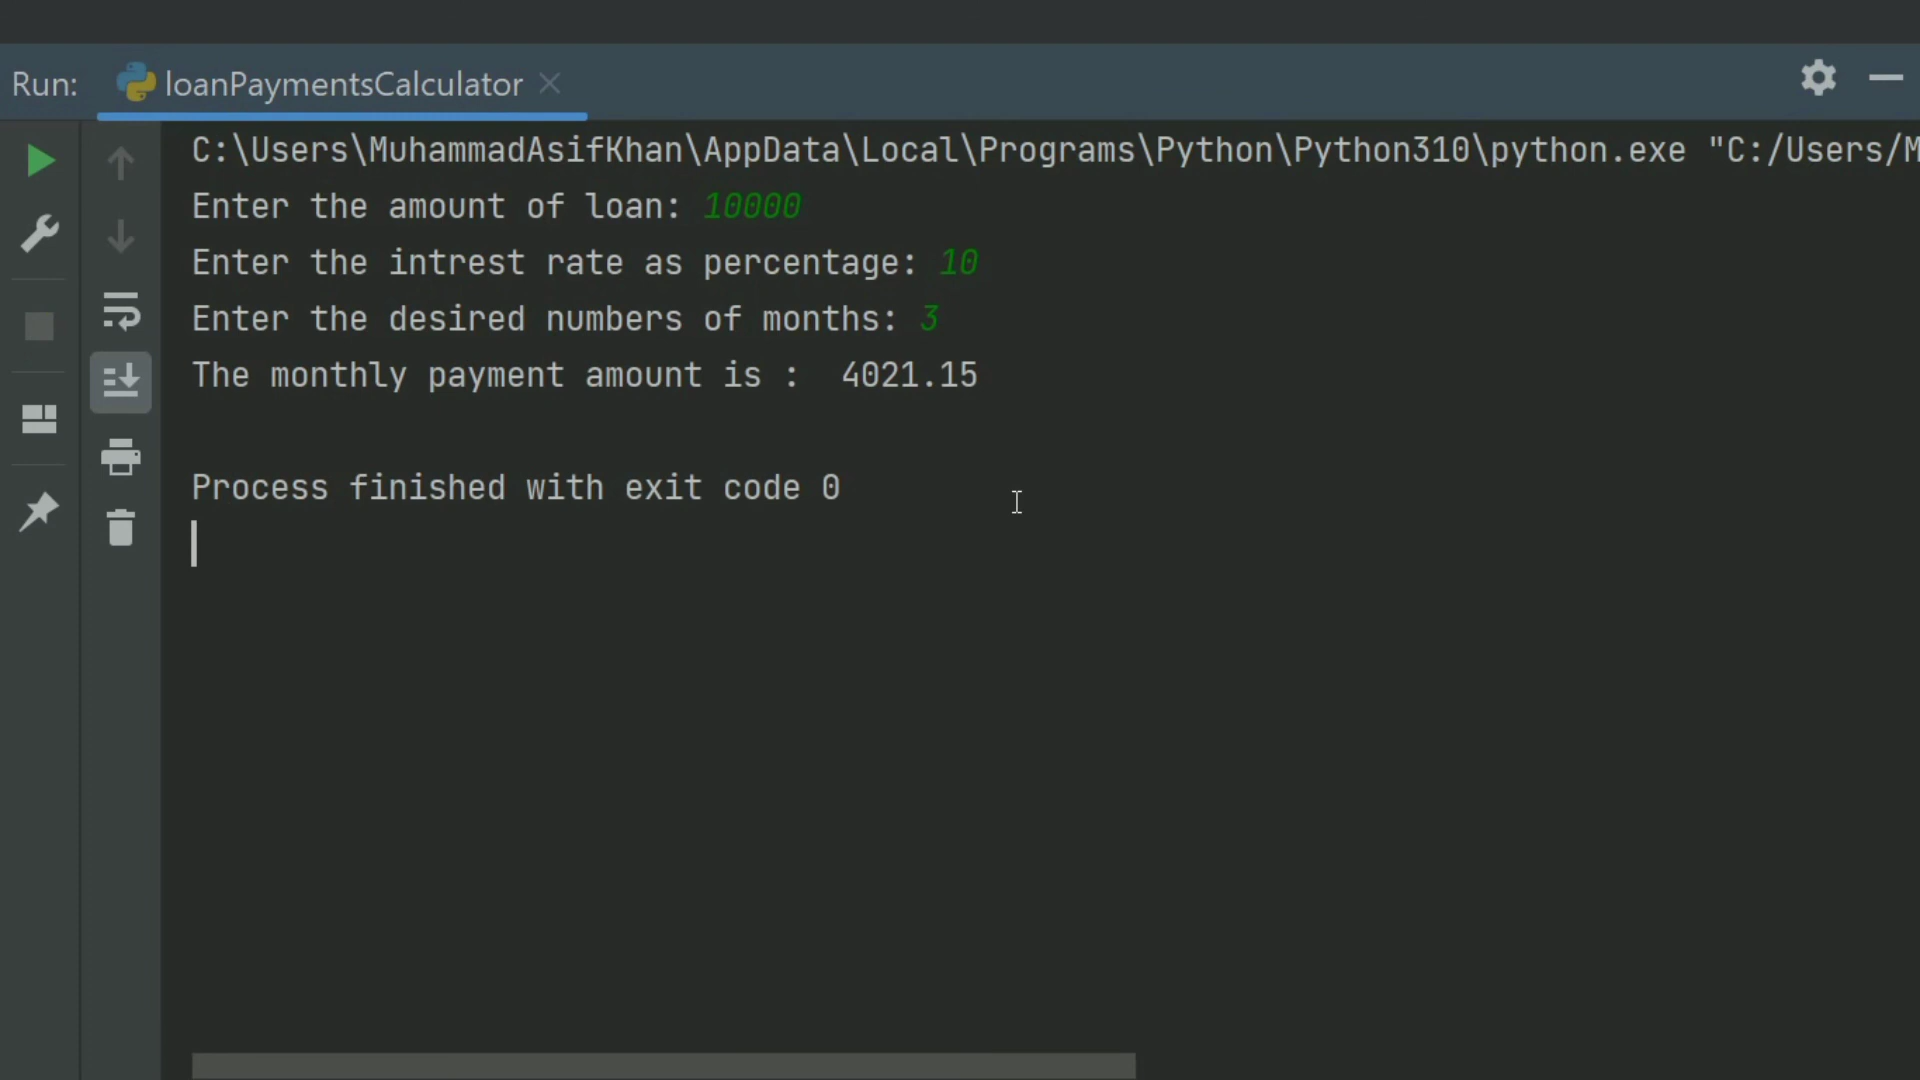 Run: loanPaymentsCalculator
C:\Users\MuhammadAsifKhan\AppData\Local\Programs\Python\Python310\python.exe "C:/Users/M
Enter the amount of loan: 10000
Enter the intrest rate as percentage: 10
Enter the desired numbers of months: 3
The monthly payment amount is :  4021.15
Process finished with exit code 0